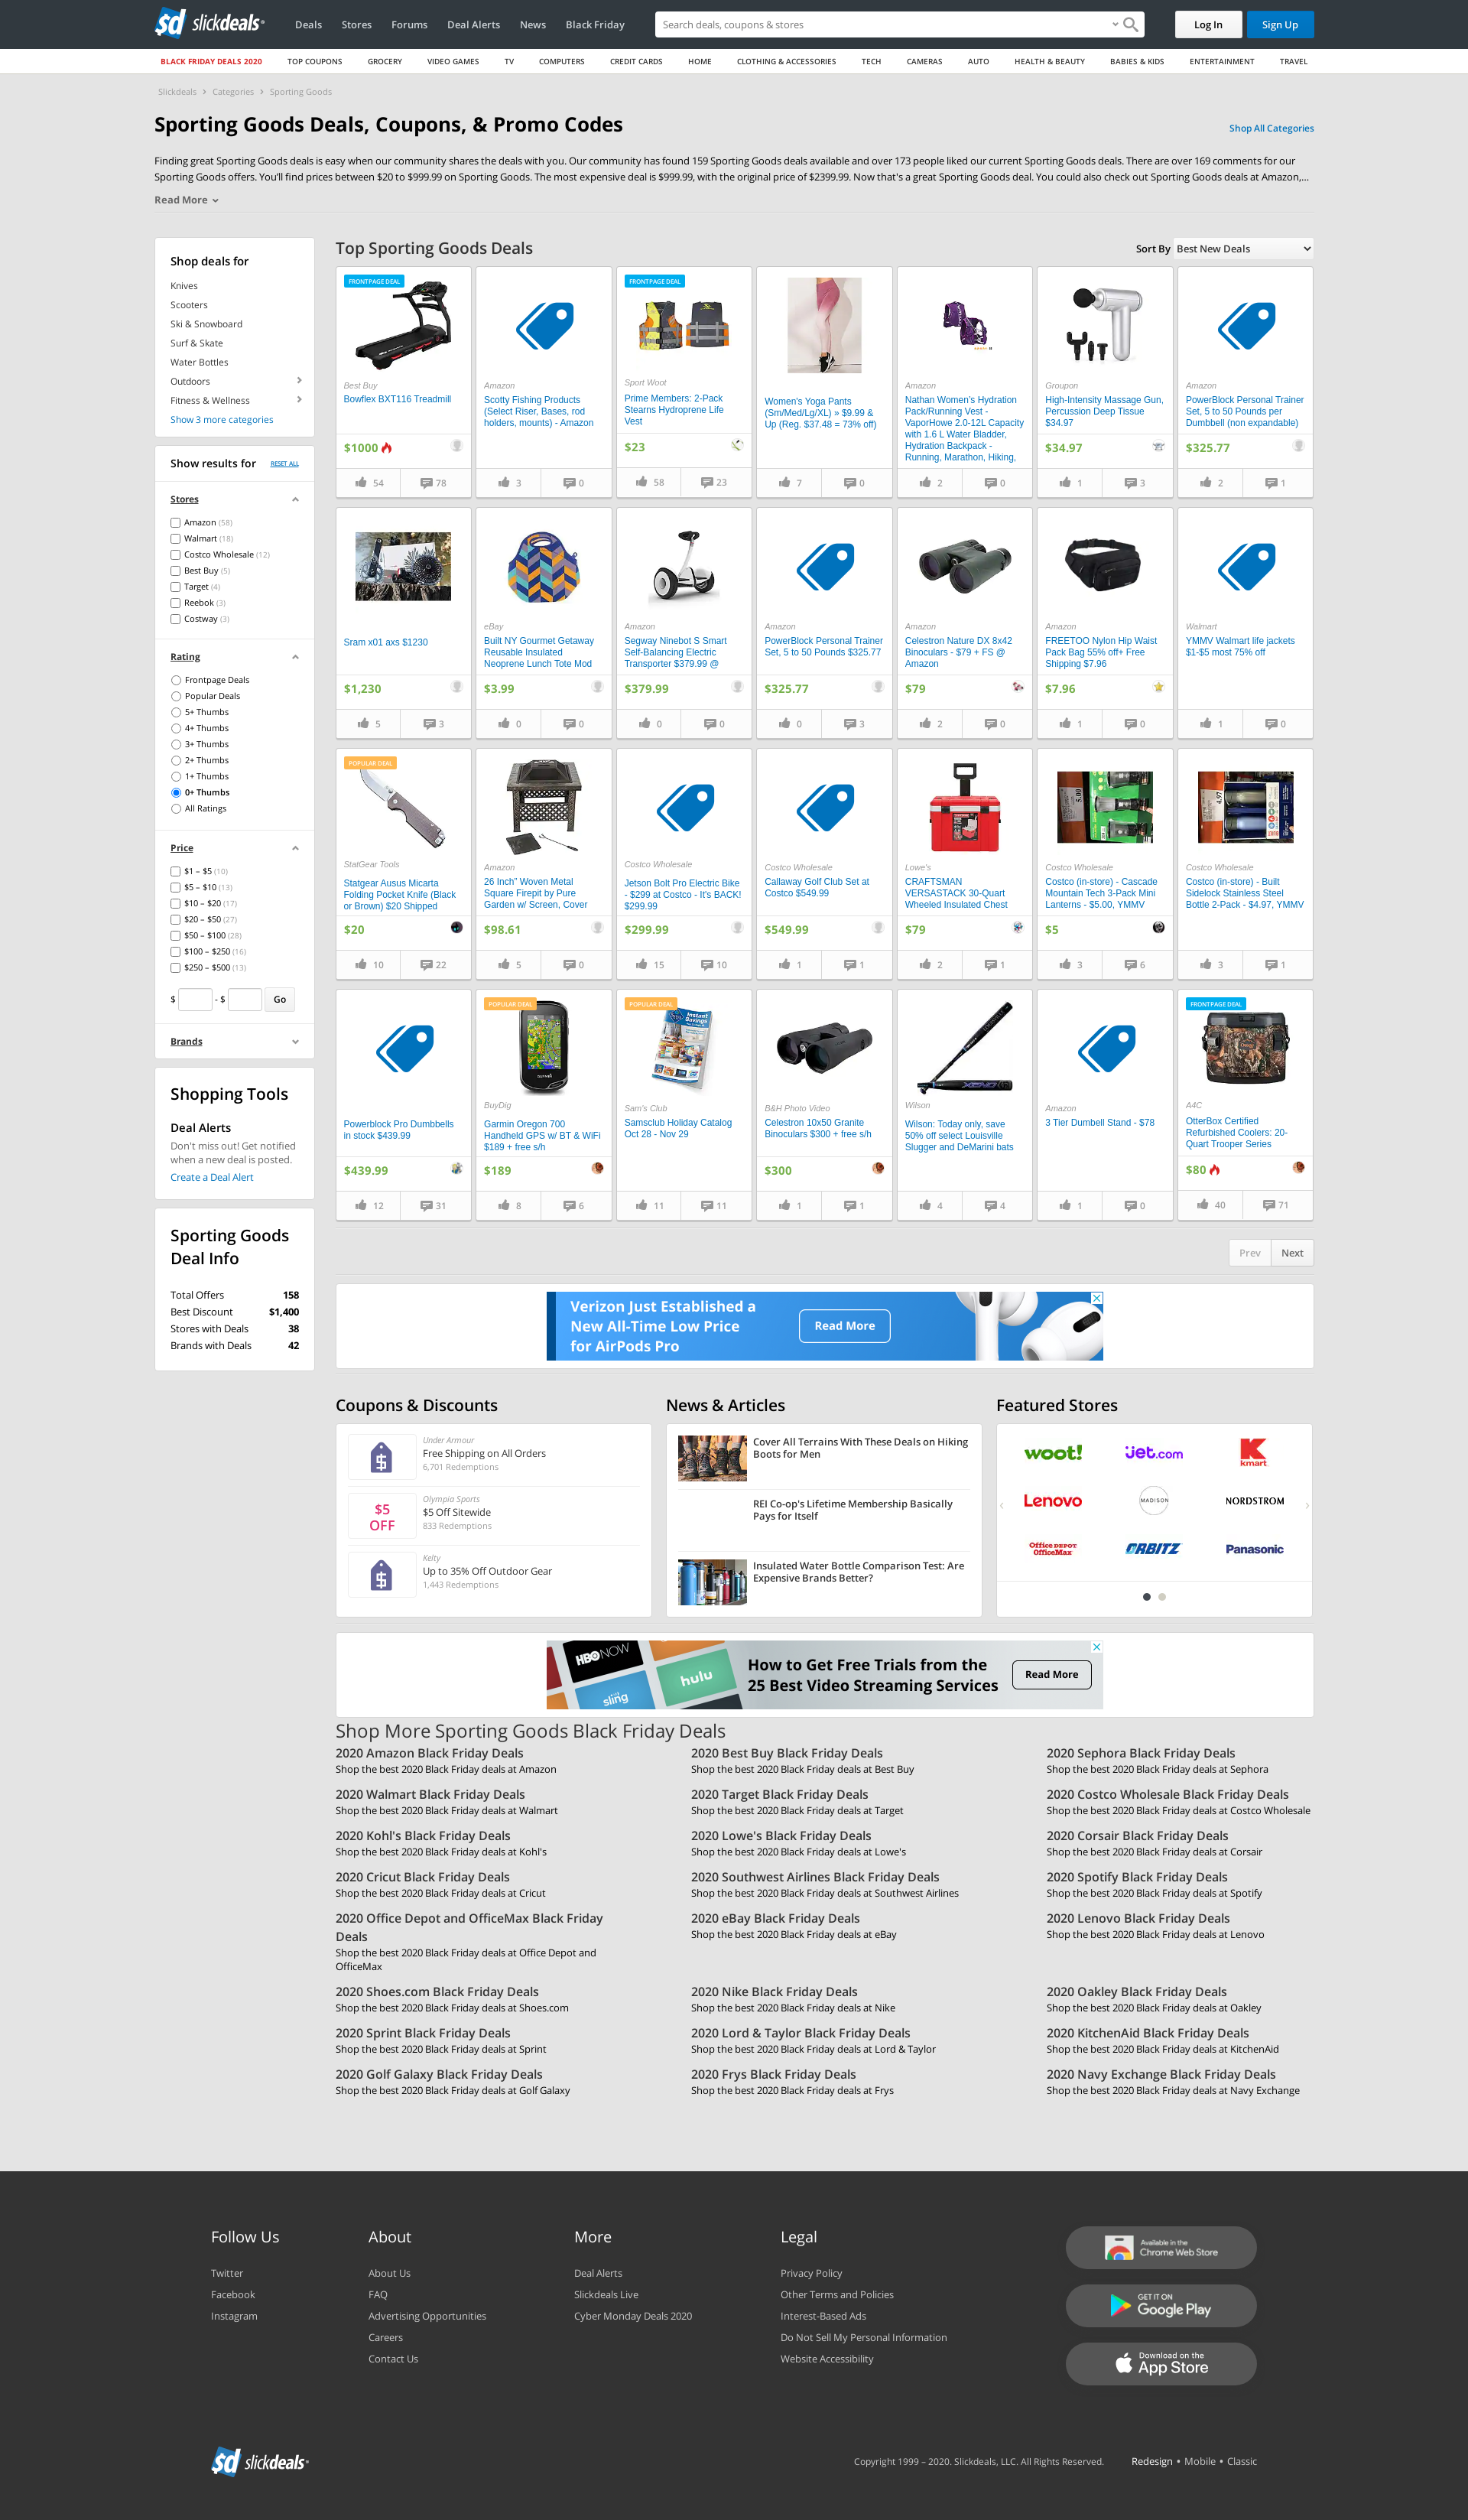 sd slickdeals
Deals Stores Forums Deal Alerts News Black Friday
Search deals, coupons & stores
Log In Sign Up
BLACK FRIDAY DEALS 2020 TOP COUPONS GROCERY VIDEO GAMES TV COMPUTERS CREDIT CARDS HOME CLOTHING & ACCESSORIES TECH CAMERAS AUTO HEALTH & BEAUTY BABIES & KIDS ENTERTAINMENT TRAVEL
Slickdeals › Categories › Sporting Goods
Sporting Goods Deals, Coupons, & Promo Codes
Shop All Categories
Finding great Sporting Goods deals is easy when our community shares the deals with you. Our community has found 159 Sporting Goods deals available and over 173 people liked our current Sporting Goods deals. There are over 169 comments for our
Sporting Goods offers. You'll find prices between $20 to $999.99 on Sporting Goods. The most expensive deal is $999.99, with the original price of $2399.99. Now that's a great Sporting Goods deal. You could also check out Sporting Goods deals at Amazon,...
Read More
Shop deals for
Knives
Scooters
Ski & Snowboard
Surf & Skate
Water Bottles
Outdoors
Fitness & Wellness
Show 3 more categories
Show results for RESET ALL
Stores
Amazon (58)
Walmart (18)
Costco Wholesale (12)
Best Buy (5)
Target (4)
Reebok (3)
Costway (3)
Rating
Frontpage Deals
Popular Deals
5+ Thumbs
4+ Thumbs
3+ Thumbs
2+ Thumbs
1+ Thumbs
0+ Thumbs
All Ratings
Price
$1 – $5 (10)
$5 – $10 (13)
$10 – $20 (17)
$20 – $50 (27)
$50 – $100 (28)
$100 – $250 (16)
$250 – $500 (13)
$ - $ Go
Brands
Shopping Tools
Deal Alerts
Don't miss out! Get notified
when a new deal is posted.
Create a Deal Alert
Sporting Goods
Deal Info
Total Offers 158
Best Discount $1,400
Stores with Deals 38
Brands with Deals 42
Top Sporting Goods Deals
Sort By Best New Deals
FRONTPAGE DEAL
Best Buy
Bowflex BXT116 Treadmill
$1000
54 78
Amazon
Scotty Fishing Products
(Select Riser, Bases, rod
holders, mounts) - Amazon
3 0
FRONTPAGE DEAL
Sport Woot
Prime Members: 2-Pack
Stearns Hydroprene Life
Vest
$23
58 23
Women's Yoga Pants
(Sm/Med/Lg/XL) » $9.99 &
Up (Reg. $37.48 = 73% off)
7 0
Amazon
Nathan Women's Hydration
Pack/Running Vest -
VaporHowe 2.0-12L Capacity
with 1.6 L Water Bladder,
Hydration Backpack -
Running, Marathon, Hiking,
2 0
Groupon
High-Intensity Massage Gun,
Percussion Deep Tissue
$34.97
$34.97
1 3
Amazon
PowerBlock Personal Trainer
Set, 5 to 50 Pounds per
Dumbbell (non expandable)
$325.77
2 1
Sram x01 axs $1230
$1,230
5 3
eBay
Built NY Gourmet Getaway
Reusable Insulated
Neoprene Lunch Tote Mod
$3.99
0 0
Amazon
Segway Ninebot S Smart
Self-Balancing Electric
Transporter $379.99 @
$379.99
0 0
Amazon
PowerBlock Personal Trainer
Set, 5 to 50 Pounds $325.77
$325.77
0 3
Amazon
Celestron Nature DX 8x42
Binoculars - $79 + FS @
Amazon
$79
2 0
Amazon
FREETOO Nylon Hip Waist
Pack Bag 55% off+ Free
Shipping $7.96
$7.96
1 0
Walmart
YMMV Walmart life jackets
$1-$5 most 75% off
1 0
POPULAR DEAL
StatGear Tools
Statgear Ausus Micarta
Folding Pocket Knife (Black
or Brown) $20 Shipped
$20
10 22
Amazon
26 Inch" Woven Metal
Square Firepit by Pure
Garden w/ Screen, Cover
$98.61
5 0
Costco Wholesale
Jetson Bolt Pro Electric Bike
- $299 at Costco - It's BACK!
$299.99
$299.99
15 10
Costco Wholesale
Callaway Golf Club Set at
Costco $549.99
$549.99
1 1
Lowe's
CRAFTSMAN
VERSASTACK 30-Quart
Wheeled Insulated Chest
$79
2 1
5.00
Costco Wholesale
Costco (in-store) - Cascade
Mountain Tech 3-Pack Mini
Lanterns - $5.00, YMMV
$5
3 6
4.97
Costco Wholesale
Costco (in-store) - Built
Sidelock Stainless Steel
Bottle 2-Pack - $4.97, YMMV
3 1
Powerblock Pro Dumbbells
in stock $439.99
$439.99
12 31
POPULAR DEAL
BuyDig
Garmin Oregon 700
Handheld GPS w/ BT & WiFi
$189 + free s/h
$189
8 6
POPULAR DEAL
Instant
Savings
Sam's Club
Samsclub Holiday Catalog
Oct 28 - Nov 29
11 11
B&H Photo Video
Celestron 10x50 Granite
Binoculars $300 + free s/h
$300
1 1
XENO
Wilson
Wilson: Today only, save
50% off select Louisville
Slugger and DeMarini bats
4 4
Amazon
3 Tier Dumbell Stand - $78
1 0
FRONTPAGE DEAL
A4C
OtterBox Certified
Refurbished Coolers: 20-
Quart Trooper Series
$80
40 71
Prev Next
Verizon Just Established a
New All-Time Low Price
for AirPods Pro
Read More
Coupons & Discounts
Under Armour
Free Shipping on All Orders
6,701 Redemptions
$5
OFF
Olympia Sports
$5 Off Sitewide
833 Redemptions
Kelty
Up to 35% Off Outdoor Gear
1,443 Redemptions
News & Articles
Cover All Terrains With These Deals on Hiking
Boots for Men
REI Co-op's Lifetime Membership Basically
Pays for Itself
Insulated Water Bottle Comparison Test: Are
Expensive Brands Better?
Featured Stores
woot! Jet.com Kmart
Lenovo MADISON NORDSTROM
Office DEPOT
OfficeMax ORBITZ Panasonic
HBO NOW
sling
hulu
How to Get Free Trials from the
25 Best Video Streaming Services
Read More
Shop More Sporting Goods Black Friday Deals
2020 Amazon Black Friday Deals
Shop the best 2020 Black Friday deals at Amazon
2020 Best Buy Black Friday Deals
Shop the best 2020 Black Friday deals at Best Buy
2020 Sephora Black Friday Deals
Shop the best 2020 Black Friday deals at Sephora
2020 Walmart Black Friday Deals
Shop the best 2020 Black Friday deals at Walmart
2020 Target Black Friday Deals
Shop the best 2020 Black Friday deals at Target
2020 Costco Wholesale Black Friday Deals
Shop the best 2020 Black Friday deals at Costco Wholesale
2020 Kohl's Black Friday Deals
Shop the best 2020 Black Friday deals at Kohl's
2020 Lowe's Black Friday Deals
Shop the best 2020 Black Friday deals at Lowe's
2020 Corsair Black Friday Deals
Shop the best 2020 Black Friday deals at Corsair
2020 Cricut Black Friday Deals
Shop the best 2020 Black Friday deals at Cricut
2020 Southwest Airlines Black Friday Deals
Shop the best 2020 Black Friday deals at Southwest Airlines
2020 Spotify Black Friday Deals
Shop the best 2020 Black Friday deals at Spotify
2020 Office Depot and OfficeMax Black Friday
Deals
Shop the best 2020 Black Friday deals at Office Depot and
OfficeMax
2020 eBay Black Friday Deals
Shop the best 2020 Black Friday deals at eBay
2020 Lenovo Black Friday Deals
Shop the best 2020 Black Friday deals at Lenovo
2020 Shoes.com Black Friday Deals
Shop the best 2020 Black Friday deals at Shoes.com
2020 Nike Black Friday Deals
Shop the best 2020 Black Friday deals at Nike
2020 Oakley Black Friday Deals
Shop the best 2020 Black Friday deals at Oakley
2020 Sprint Black Friday Deals
Shop the best 2020 Black Friday deals at Sprint
2020 Lord & Taylor Black Friday Deals
Shop the best 2020 Black Friday deals at Lord & Taylor
2020 KitchenAid Black Friday Deals
Shop the best 2020 Black Friday deals at KitchenAid
2020 Golf Galaxy Black Friday Deals
Shop the best 2020 Black Friday deals at Golf Galaxy
2020 Frys Black Friday Deals
Shop the best 2020 Black Friday deals at Frys
2020 Navy Exchange Black Friday Deals
Shop the best 2020 Black Friday deals at Navy Exchange
Follow Us
Twitter
Facebook
Instagram
About
About Us
FAQ
Advertising Opportunities
Careers
Contact Us
More
Deal Alerts
Slickdeals Live
Cyber Monday Deals 2020
Legal
Privacy Policy
Other Terms and Policies
Interest-Based Ads
Do Not Sell My Personal Information
Website Accessibility
Available in the
Chrome Web Store
GET IT ON
Google Play
Download on the
App Store
sd slickdeals
Copyright 1999 – 2020. Slickdeals, LLC. All Rights Reserved. Redesign • Mobile • Classic